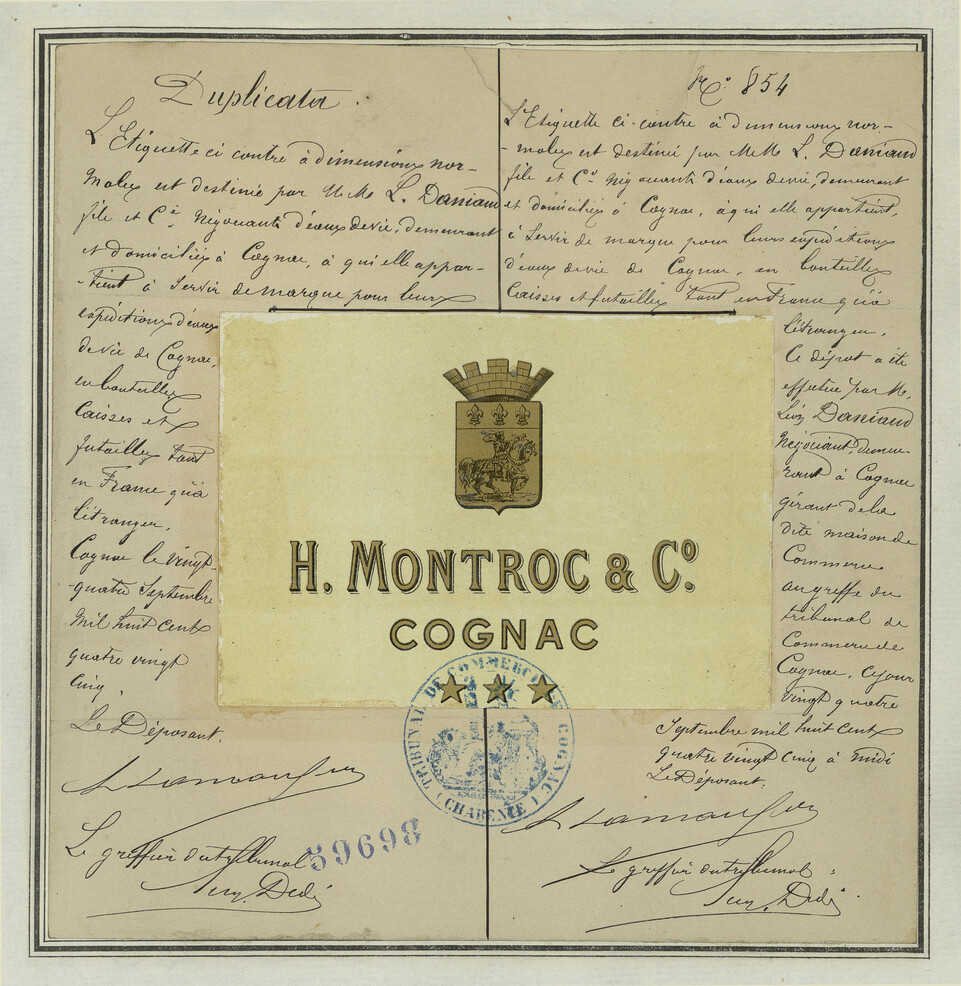 Duplicata.
L'Etiquette ci contre à dimensions nor-
males est destinée par M.M. L. Daniaud
fils et Cie Négociants d'eaux de vie, demeurant
et domiciliés à Cognac, à qui elle appar-
-tient à servir de marque pour leurs
expéditions d'eaux
de vie de Cognac,
en bouteilles
Caisses et
futailles tant
en France qu'à
l'étranger.
Cognac le vingt-
-quatre Septembre
Mil huit cent
quatre vingt
cinq.
Le Déposant.
Le greffier du tribunal
59698
No. 854
L'Etiquette ci-contre à dimensions nor-
-males est destinée par M.M. L. Daniaud
fils et Co. Négociants d'eaux de vie, demeurant
et domiciliés à Cognac, à qui elle appartient,
à servir de marque pour leurs expéditions
d'eaux de vie de Cognac, en bouteilles
Caisses et futailles tant en France qu'à
l'étranger.
Ce dépot a été
effectué par M.
Daniaud
Négociant, demeu-
rant à Cognac
gérant de la
dite maison de
Commerce
au greffe du
tribunal de
Commerce de
Cognac, ce jour
vingt quatre
Septembre mil huit cent
quatre vingt cinq à midi
Le Déposant:
Le greffier du tribunal:
H. MONTROC & Co.
COGNAC
TRIBUNAL DE COMMERCE DE COGNAC
(CHARENTE)